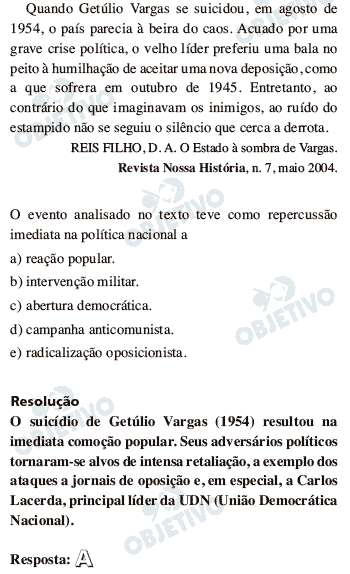 Quando Getúlio Vargas se suicidou, em agosto de
1954, o país parecia à beira do caos. Acuado por uma
grave crise política, o velho líder preferiu uma bala no
peito à humilhação de aceitar uma nova deposição, como
a que sofrera em outubro de 1945. Entretanto, ao
contrário do que imaginavam os inimigos, ao ruído do
estampido não se seguiu o silêncio que cerca a derrota.
REIS FILHO, D. A. O Estado à sombra de Vargas.
Revista Nossa História, n. 7, maio 2004.
O evento analisado no texto teve como repercussão
imediata na política nacional a
a) reação popular.
b) intervenção militar.
c) abertura democrática.
d) campanha anticomunista.
e) radicalização oposicionista.
Resolução
O suicídio de Getúlio Vargas (1954) resultou na
imediata comoção popular. Seus adversários políticos
tornaram-se alvos de intensa retaliação, a exemplo dos
ataques a jornais de oposição e, em especial, a Carlos
Lacerda, principal líder da UDN (União Democrática
Nacional).
Resposta: A
OBJETIVO
OBJETIVO
OBJETIVO
OBJETIVO
OBJETIVO
OBJETIVO